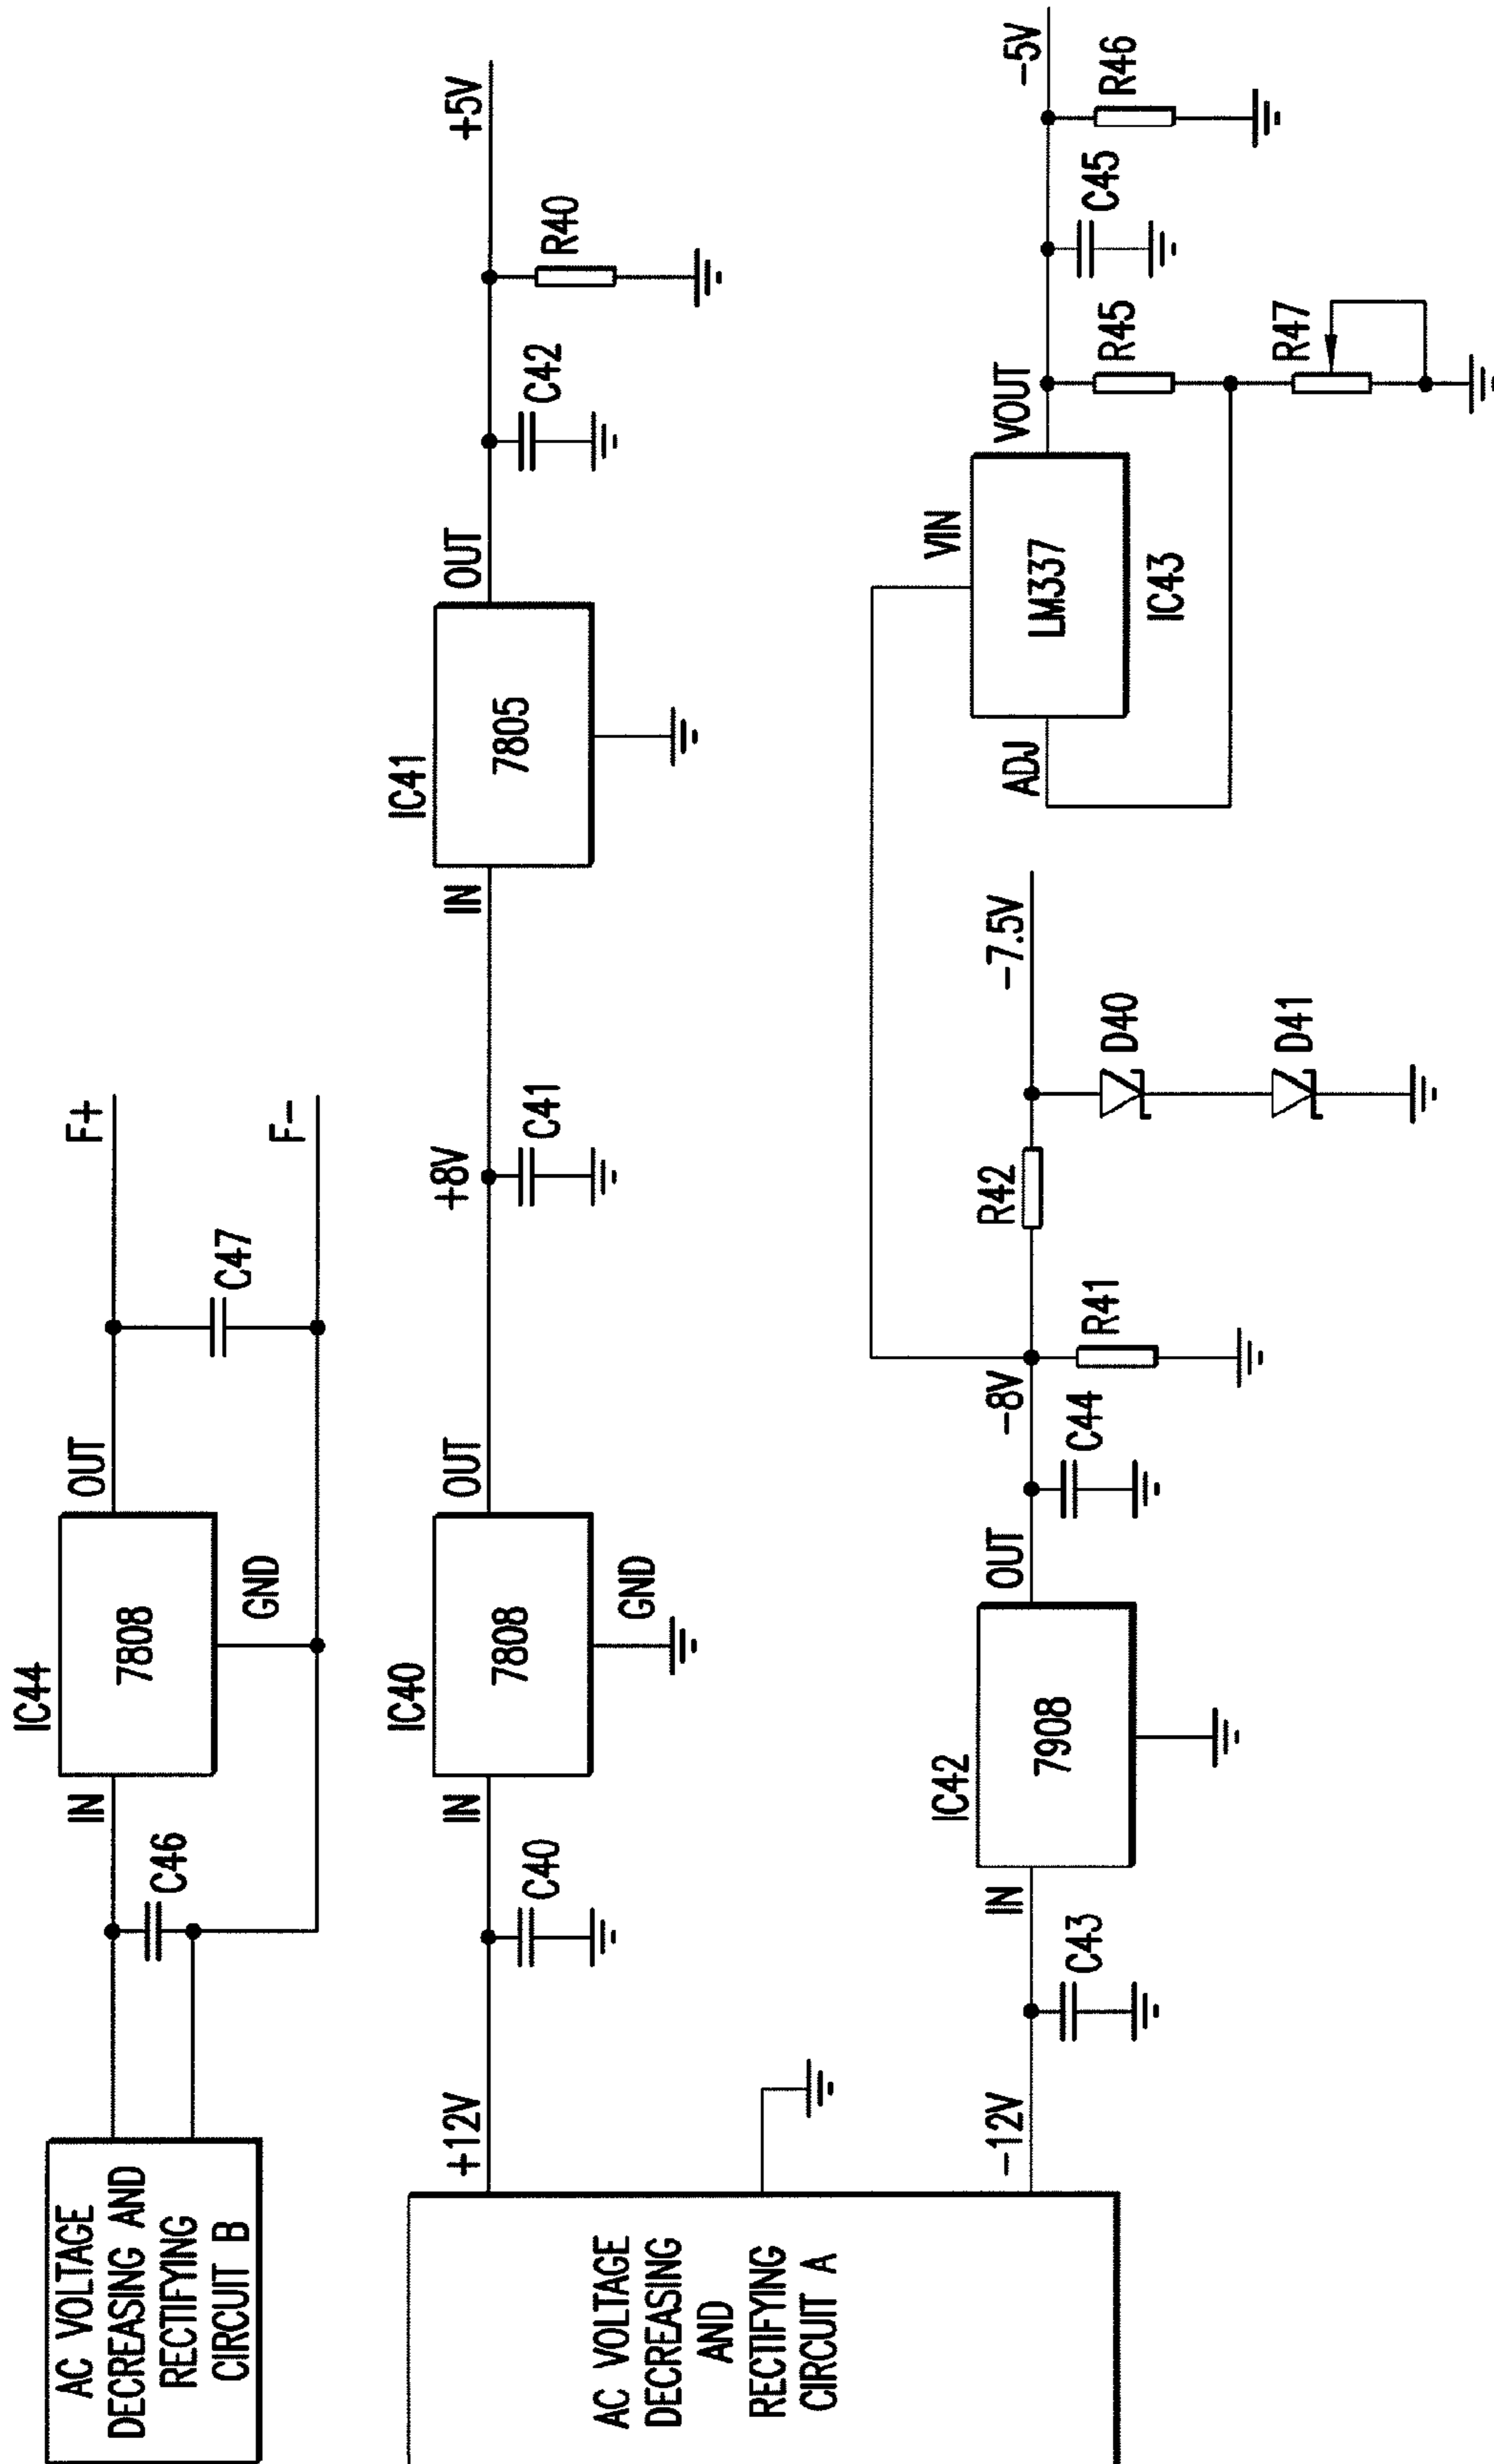 AC VOLTAGE
DECREASING AND
RECTIFYING
CIRCUIT B
C46
IN
IC44
7808
GND
OUT
C47
F+
F-
AC VOLTAGE
DECREASING
AND
RECTIFYING
CIRCUIT A
+12V
C40
IN
IC40
7808
GND
OUT
+8V
C41
IN
IC41
7805
OUT
C42
R40
+5V
-12V
C43
IN
IC42
7908
OUT
C44
-8V
R41
R42
-7.5V
D40
D41
ADJ
VIN
LM337
IC43
VOUT
R45
R47
C45
R46
-5V